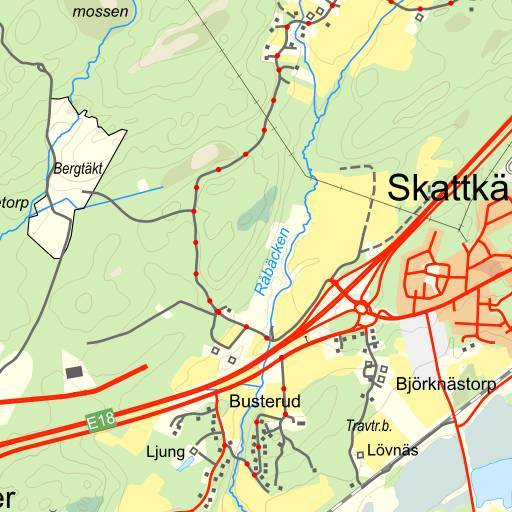 mossen
Bergtäkt
etorp
Skattkä
Råbäcken
E18
Björknästorp
Busterud
Travtr.b.
Ljung
Lövnäs
er